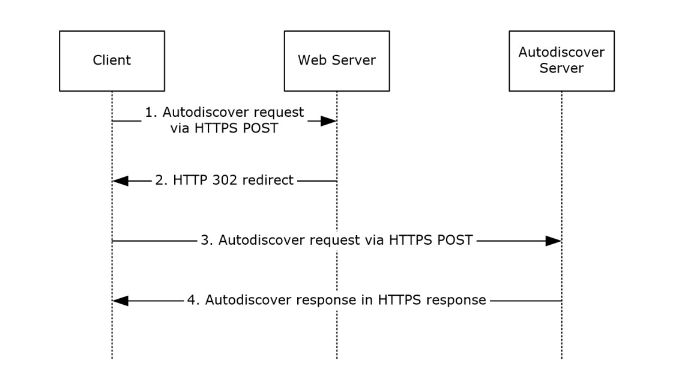 Client
Web Server
Autodiscover
Server
1. Autodiscover request
via HTTPS POST
2. HTTP 302 redirect
3. Autodiscover request via HTTPS POST
4. Autodiscover response in HTTPS response